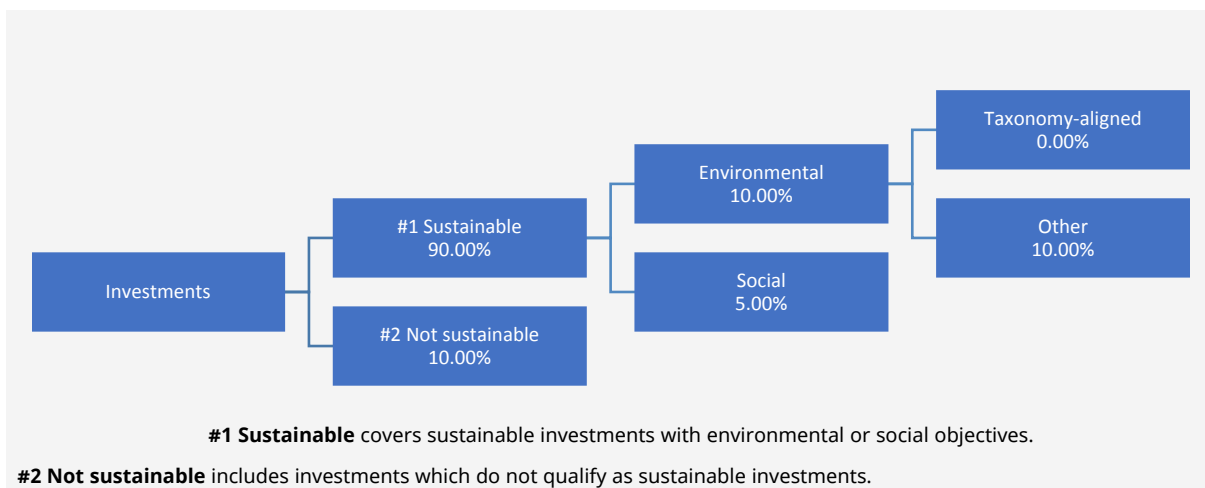 Investments
#1 Sustainable
90.00%
#2 Not sustainable
10.00%
Environmental
10.00%
Social
5.00%
Taxonomy-aligned
0.00%
Other
10.00%
#1 Sustainable covers sustainable investments with environmental or social objectives.
#2 Not sustainable includes investments which do not qualify as sustainable investments.